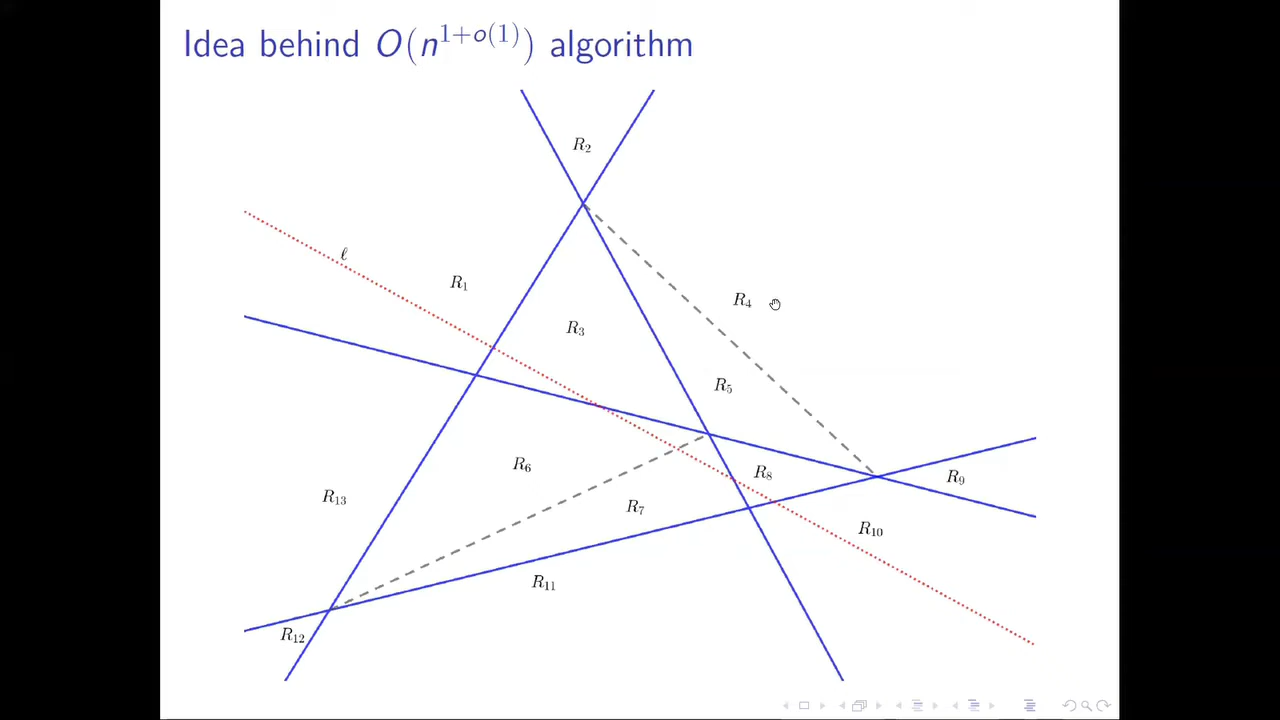 Idea behind O(n^{1+o(1)}) algorithm
R₂
ℓ
R₁
R₄
R₃
R₅
R₆
R₈
R₉
R₁₃
R₇
R₁₀
R₁₁
R₁₂